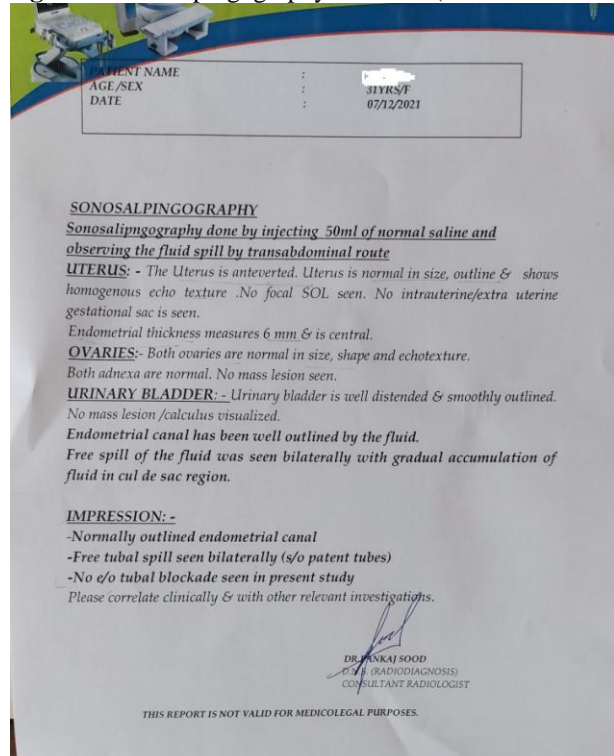 PATIENT NAME :
AGE /SEX : 31YRS/F
DATE : 07/12/2021
SONOSALPINGOGRAPHY
Sonosalipngography done by injecting 50ml of normal saline and
observing the fluid spill by transabdominal route
UTERUS: - The Uterus is anteverted. Uterus is normal in size, outline & shows
homogenous echo texture .No focal SOL seen. No intrauterine/extra uterine
gestational sac is seen.
Endometrial thickness measures 6 mm & is central.
OVARIES:- Both ovaries are normal in size, shape and echotexture.
Both adnexa are normal. No mass lesion seen.
URINARY BLADDER: - Urinary bladder is well distended & smoothly outlined.
No mass lesion /calculus visualized.
Endometrial canal has been well outlined by the fluid.
Free spill of the fluid was seen bilaterally with gradual accumulation of
fluid in cul de sac region.
IMPRESSION: -
-Normally outlined endometrial canal
-Free tubal spill seen bilaterally (s/o patent tubes)
-No e/o tubal blockade seen in present study
Please correlate clinically & with other relevant investigations.
DR.PANKAJ SOOD
D.N.B. (RADIODIAGNOSIS)
CONSULTANT RADIOLOGIST
THIS REPORT IS NOT VALID FOR MEDICOLEGAL PURPOSES.